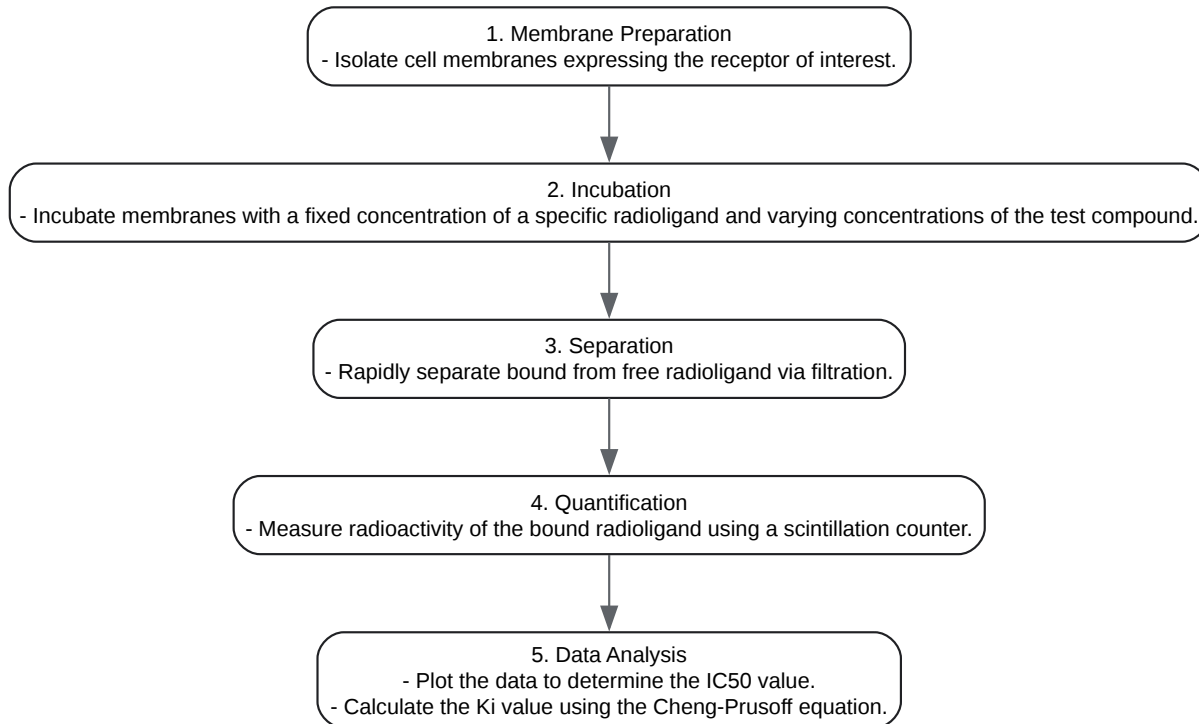 1. Membrane Preparation
- Isolate cell membranes expressing the receptor of interest.
2. Incubation
- Incubate membranes with a fixed concentration of a specific radioligand and varying concentrations of the test compound.
3. Separation
- Rapidly separate bound from free radioligand via filtration.
4. Quantification
- Measure radioactivity of the bound radioligand using a scintillation counter.
5. Data Analysis
- Plot the data to determine the IC50 value.
- Calculate the Ki value using the Cheng-Prusoff equation.